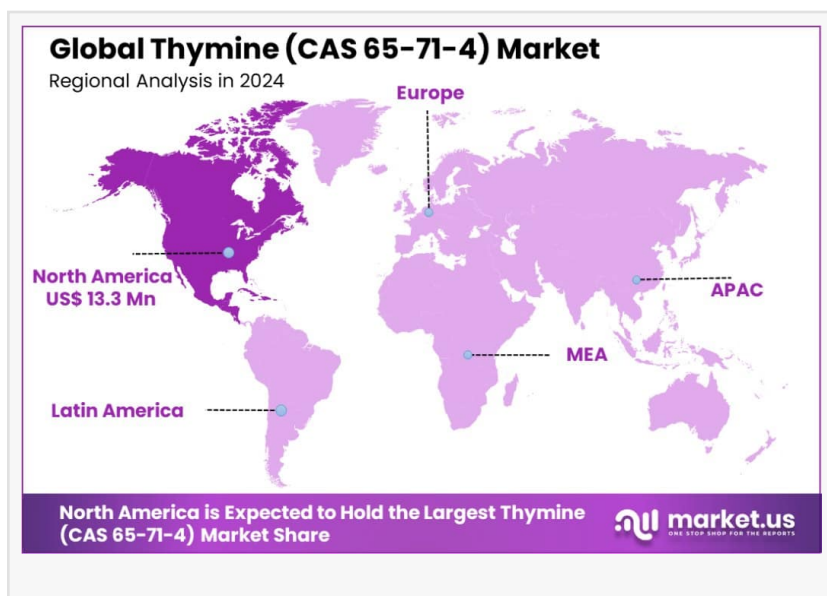 Global Thymine (CAS 65-71-4) Market
Regional Analysis in 2024
Europe
North America
US$ 13.3 Mn
APAC
MEA
Latin America
North America is Expected to Hold the Largest Thymine
(CAS 65-71-4) Market Share
market.us
ONE STOP SHOP FOR THE REPORTS